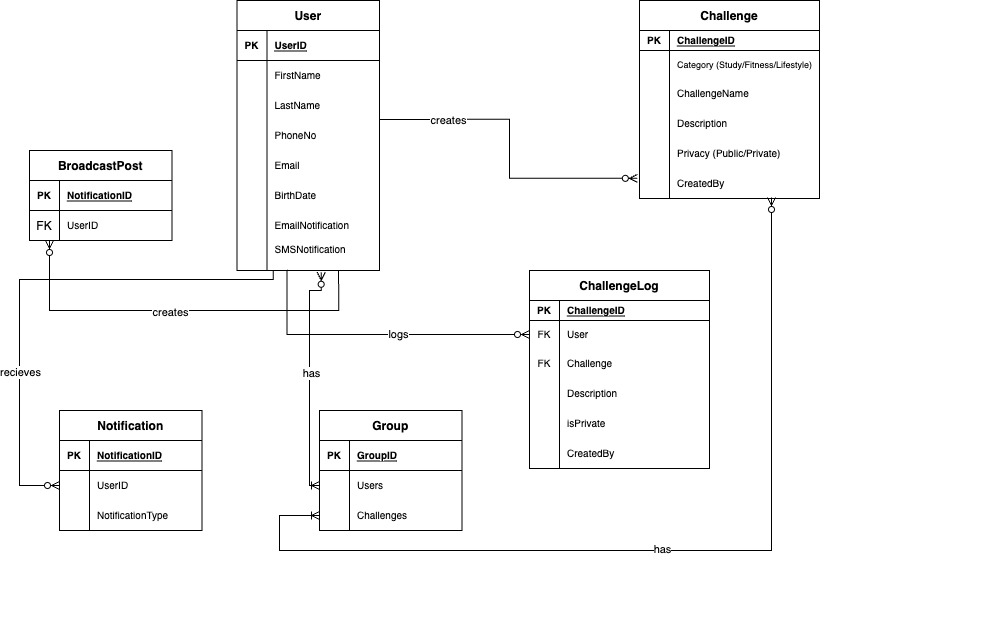 User
PK UserID
FirstName
LastName
PhoneNo
Email
BirthDate
EmailNotification
SMSNotification
Challenge
PK ChallengeID
Category (Study/Fitness/Lifestyle)
ChallengeName
Description
Privacy (Public/Private)
CreatedBy
creates
BroadcastPost
PK NotificationID
FK UserID
creates
logs
recieves
has
ChallengeLog
PK ChallengeID
FK User
FK Challenge
Description
isPrivate
CreatedBy
Notification
PK NotificationID
UserID
NotificationType
Group
PK GroupID
Users
Challenges
has